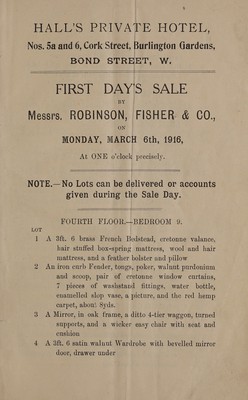 HALL'S PRIVATE HOTEL,
Nos. 5a and 6, Cork Street, Burlington Gardens,
BOND STREET, W.
FIRST DAY'S SALE
BY
Messrs. ROBINSON, FISHER & CO.,
ON
MONDAY, MARCH 6th, 1916,
At ONE o'clock precisely.
NOTE.—No Lots can be delivered or accounts
given during the Sale Day.
FOURTH FLOOR.—BEDROOM 9.
LOT
1 A 3ft. 6 brass French Bedstead, cretonne valance,
hair stuffed box-spring mattress, wool and hair
mattress, and a feather bolster and pillow
2 An iron curb Fender, tongs, poker, walnut purdonium
and scoop, pair of cretonne window curtains,
7 pieces of washstand fittings, water bottle,
enamelled slop vase, a picture, and the red hemp
carpet, about 8yds.
3 A Mirror, in oak frame, a ditto 4-tier waggon, turned
supports, and a wicker easy chair with seat and
cushion
4 A 3ft. 6 satin walnut Wardrobe with bevelled mirror
door, drawer under